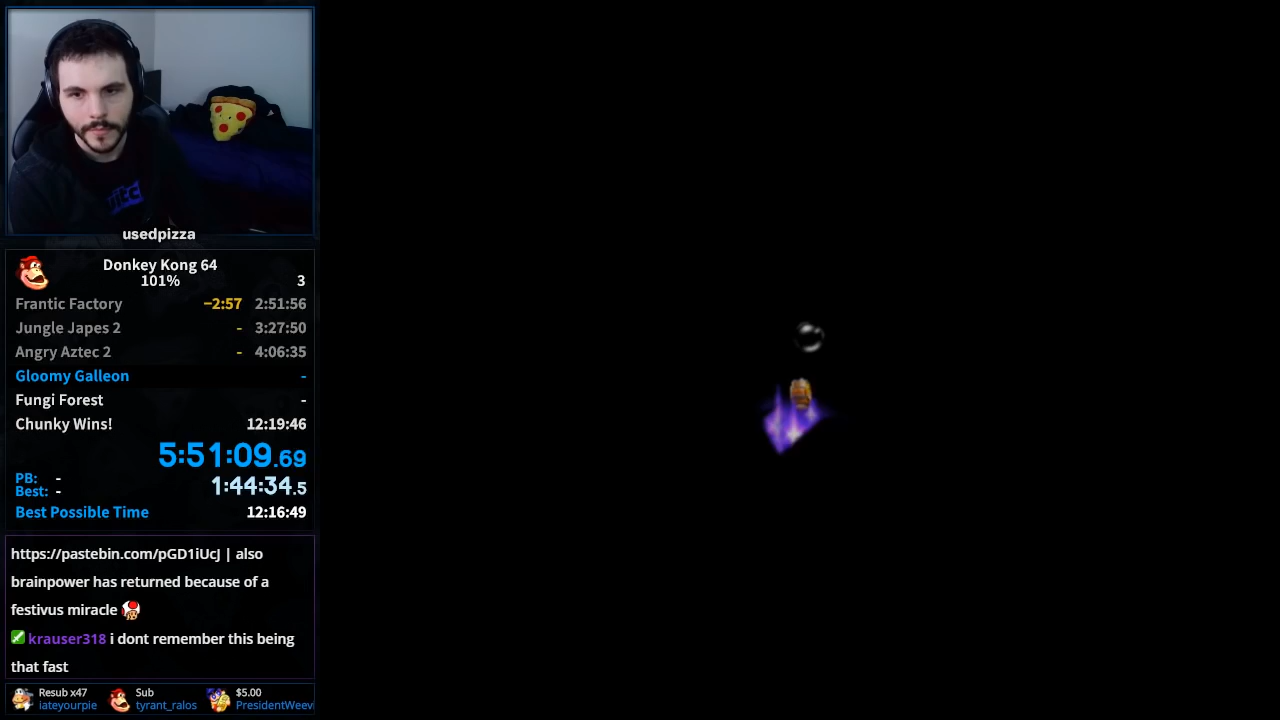 usedpizza
Donkey Kong 64
101% 3
Frantic Factory −2:57 2:51:56
Jungle Japes 2 - 3:27:50
Angry Aztec 2 - 4:06:35
Gloomy Galleon -
Fungi Forest -
Chunky Wins! 12:19:46
5:51:09.69
PB: -
Best: - 1:44:34.5
Best Possible Time 12:16:49
https://pastebin.com/pGD1iUcJ | also
brainpower has returned because of a
festivus miracle
krauser318 i dont remember this being
that fast
Resub x47 Sub $5.00
iateyourpie tyrant_ralos PresidentWeev